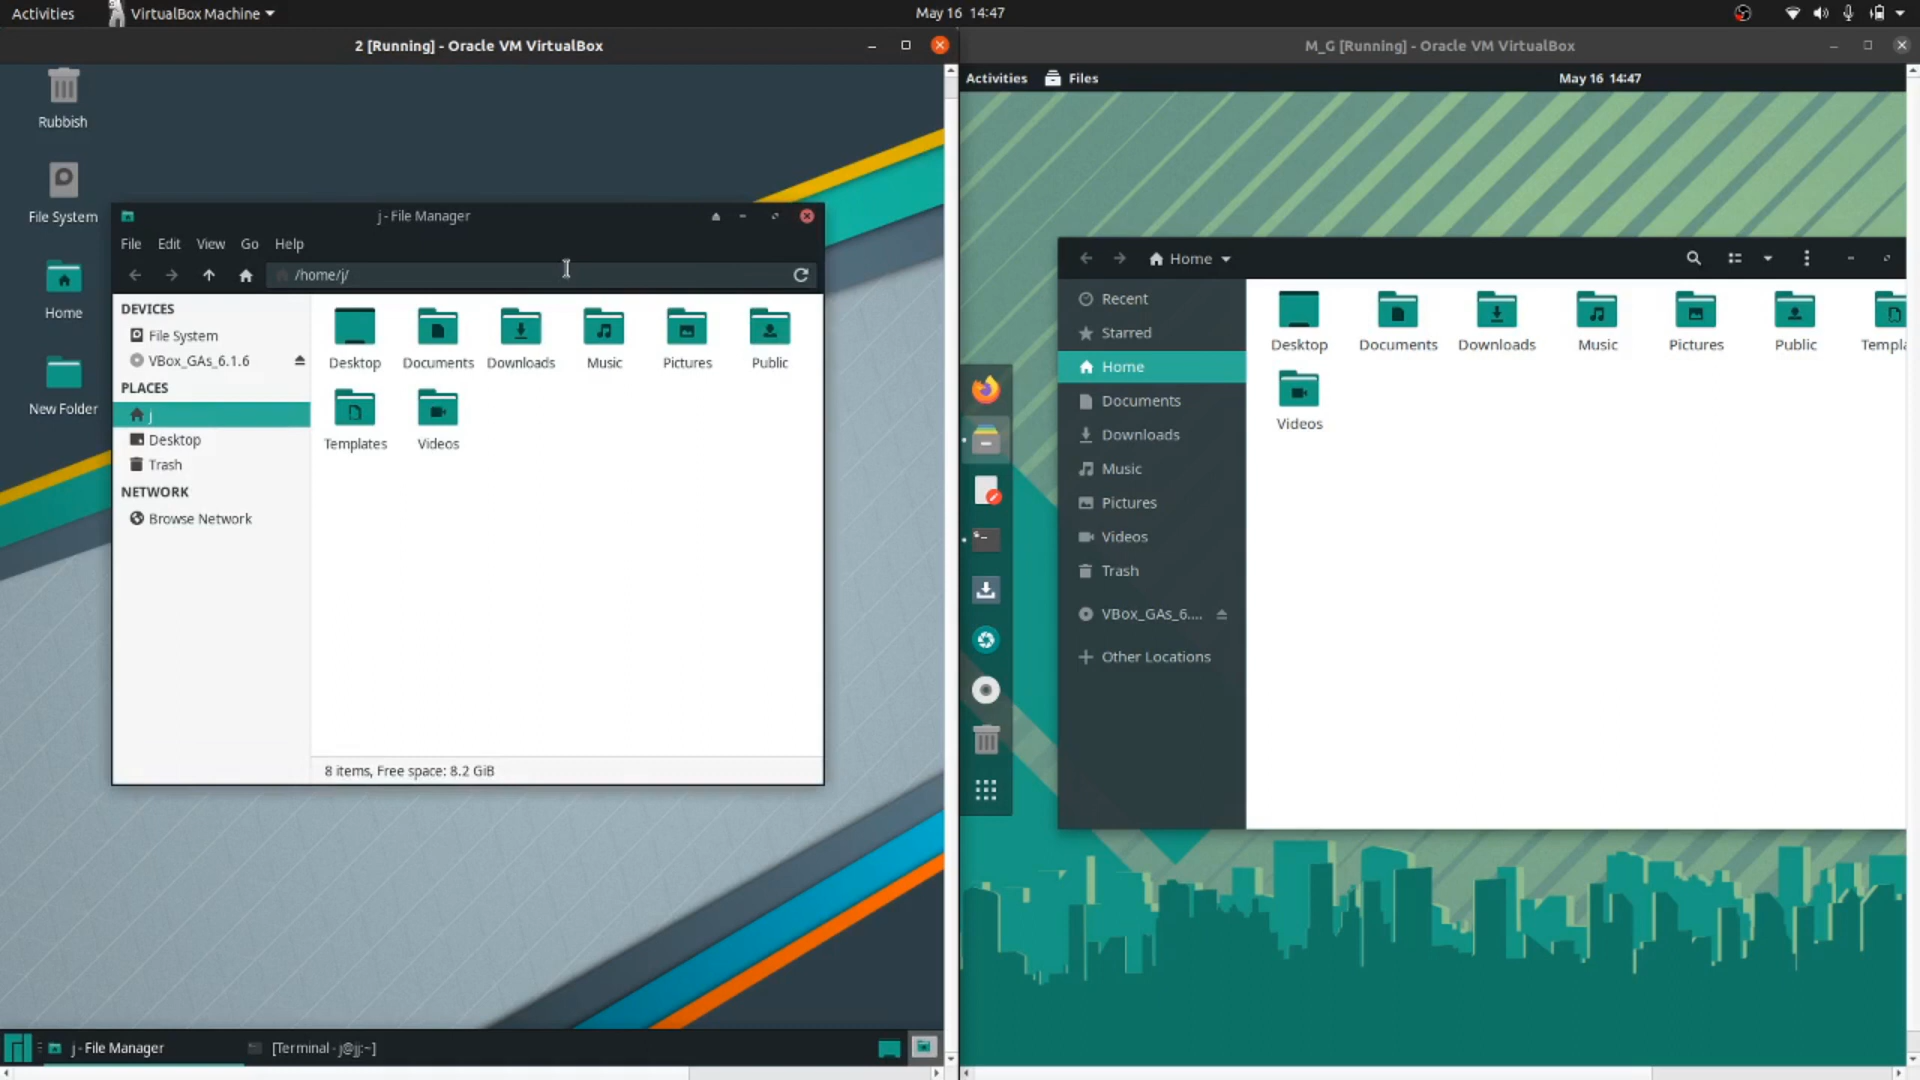 Activities
VirtualBox Machine
May 16 14:47
2 [Running] - Oracle VM VirtualBox
Rubbish
File System
Home
New Folder
j - File Manager
File Edit View Go Help
/home/j/
DEVICES
File System
VBox_GAs_6.1.6
PLACES
j
Desktop
Trash
NETWORK
Browse Network
Desktop Documents Downloads Music Pictures Public
Templates Videos
8 items, Free space: 8.2 GiB
j - File Manager
[Terminal - j@jj:~]
M_G [Running] - Oracle VM VirtualBox
Activities
Files
May 16 14:47
Home
Recent
Starred
Home
Documents
Downloads
Music
Pictures
Videos
Trash
VBox_GAs_6....
Other Locations
Desktop Documents Downloads Music Pictures Public Templa
Videos